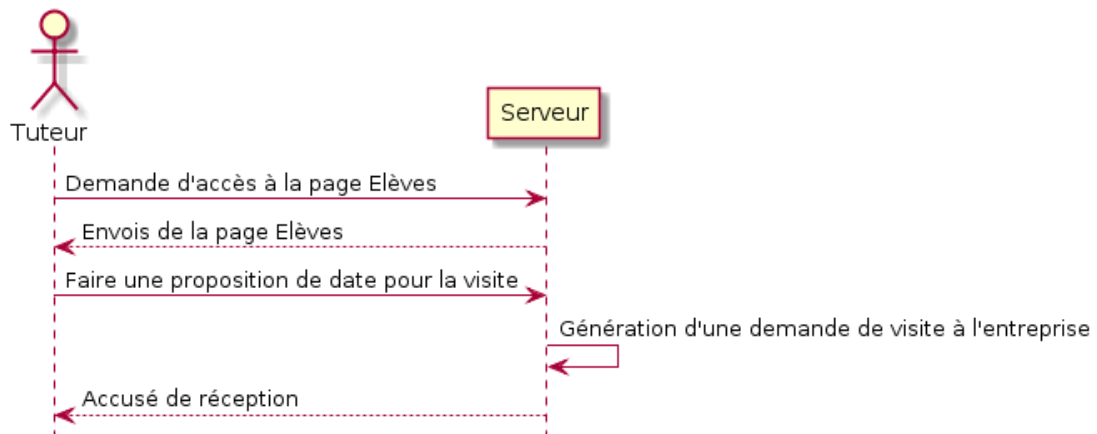 Tuteur
Serveur
Demande d'accès à la page Elèves
Envois de la page Elèves
Faire une proposition de date pour la visite
Génération d'une demande de visite à l'entreprise
Accusé de réception